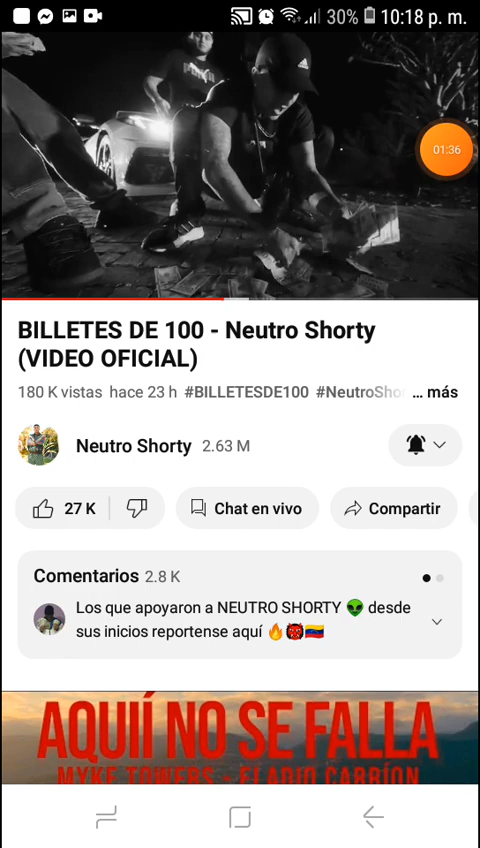 30% 10:18 p. m.
01:36
BILLETES DE 100 - Neutro Shorty
(VIDEO OFICIAL)
180 K vistas hace 23 h #BILLETESDE100 #NeutroShor ... más
Neutro Shorty 2.63 M
27 K Chat en vivo Compartir
Comentarios 2.8 K
Los que apoyaron a NEUTRO SHORTY 👽 desde
sus inicios reportense aquí 🔥👹🇻🇪
AQUIÍ NO SE FALLA
MYKE TOWERS - ELADIO CARRÍON